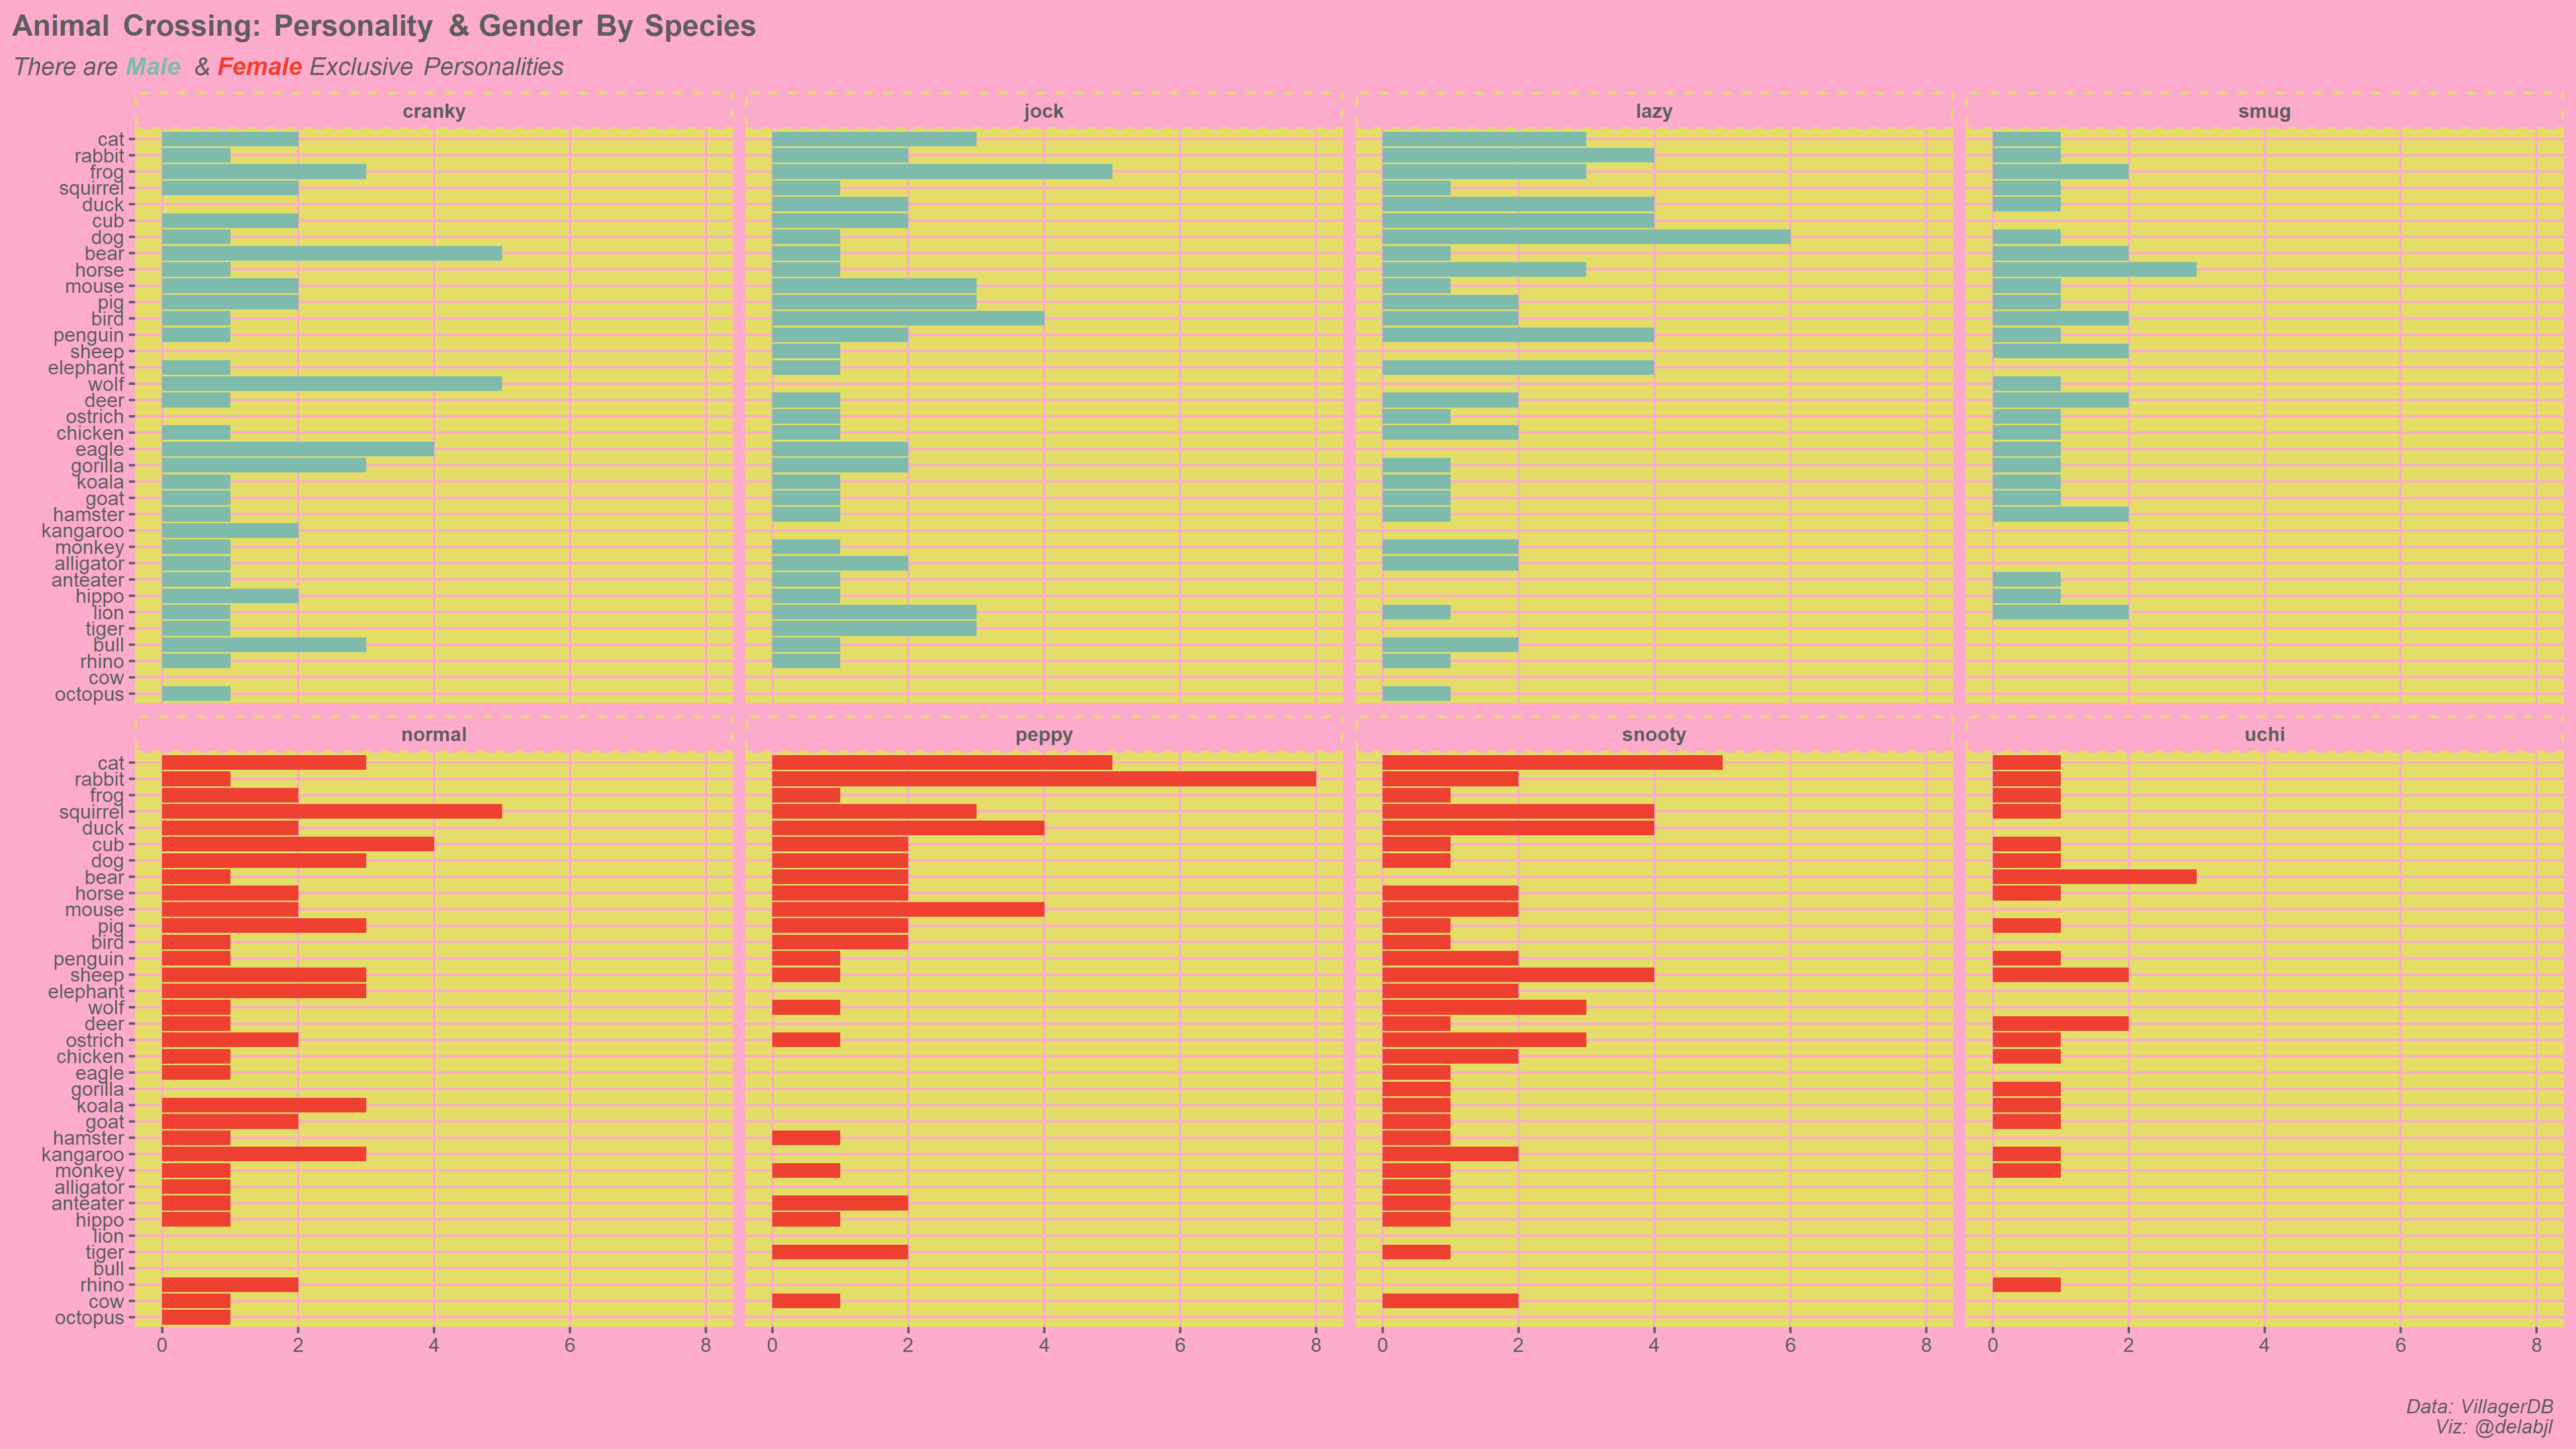 Animal Crossing: Personality & Gender By Species
There are Male & Female Exclusive Personalities
cranky
jock
lazy
smug
cat
rabbit
frog
squirrel
duck
cub
dog
bear
horse
mouse
pig
bird
penguin
sheep
elephant
wolf
deer
ostrich
chicken
eagle
gorilla
koala
goat
hamster
kangaroo
monkey
alligator
anteater
hippo
lion
tiger
bull
rhino
cow
octopus
normal
peppy
snooty
uchi
cat
rabbit
frog
squirrel
duck
cub
dog
bear
horse
mouse
pig
bird
penguin
sheep
elephant
wolf
deer
ostrich
chicken
eagle
gorilla
koala
goat
hamster
kangaroo
monkey
alligator
anteater
hippo
lion
tiger
bull
rhino
cow
octopus
0 2 4 6 8 0 2 4 6 8 0 2 4 6 8 0 2 4 6 8
Data: VillagerDB
Viz: @delabjl